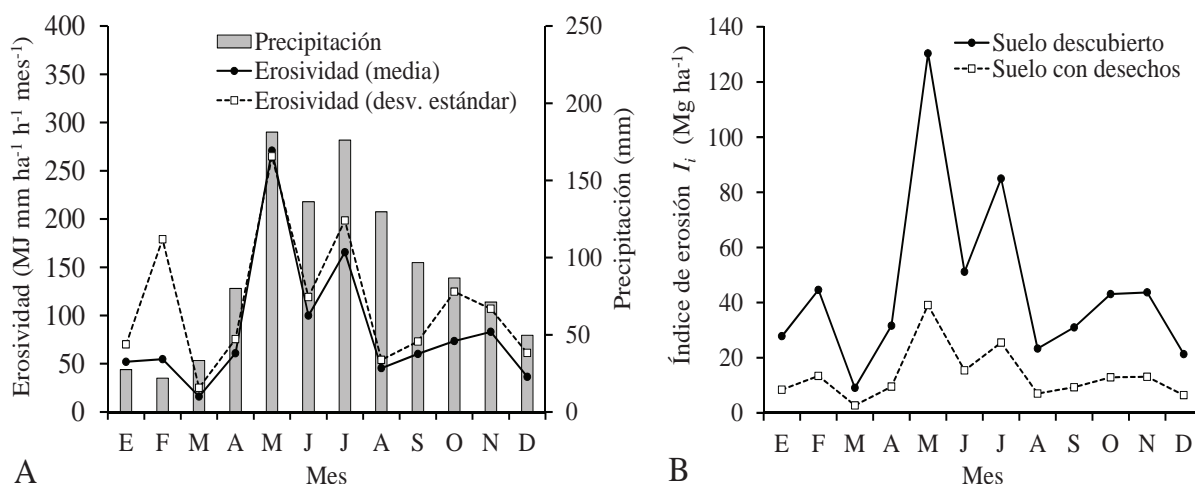 400
350
300
250
200
150
100
50
0
Erosividad (MJ mm ha⁻¹ h⁻¹ mes⁻¹)
Precipitación
Erosividad (media)
Erosividad (desv. estándar)
250
200
150
100
50
0
Precipitación (mm)
E F M A M J J A S O N D
Mes
A
140
120
100
80
60
40
20
0
Índice de erosión I_i (Mg ha⁻¹)
Suelo descubierto
Suelo con desechos
E F M A M J J A S O N D
Mes
B